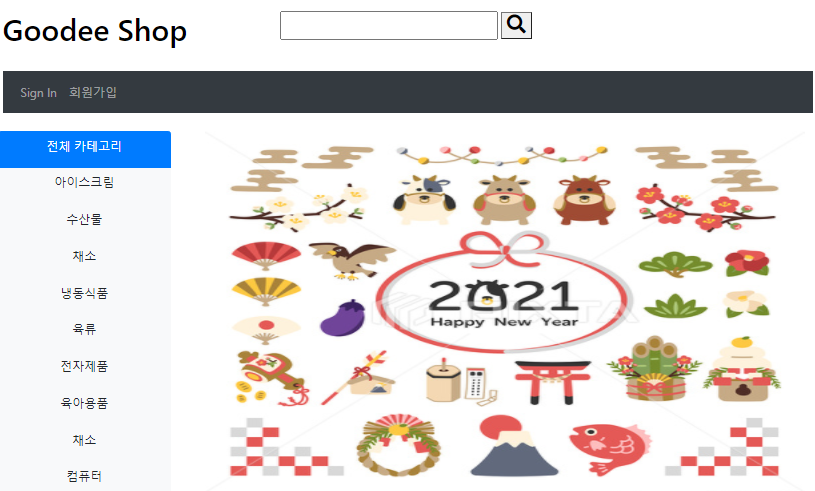 Goodee Shop
Sign In 회원가입
전체 카테고리
아이스크림
수산물
채소
냉동식품
육류
전자제품
육아용품
채소
컴퓨터
2021
Happy New Year